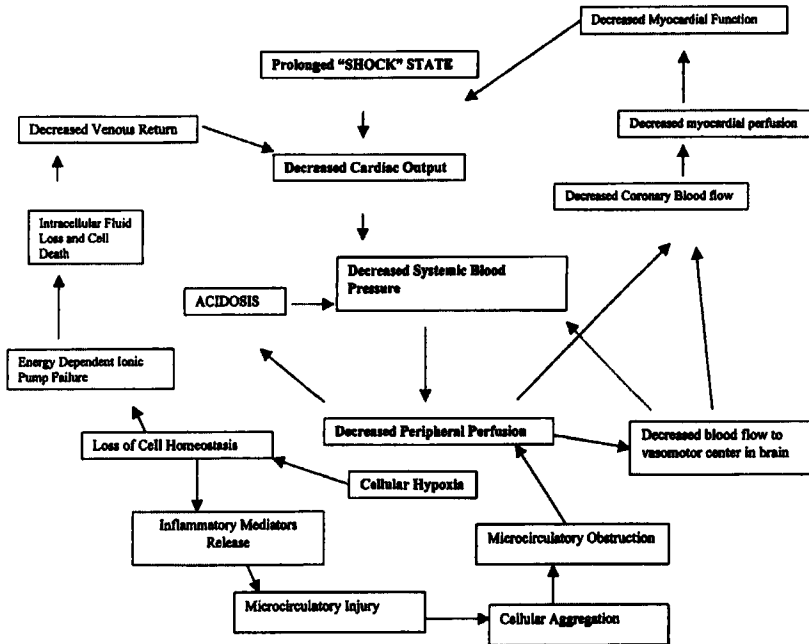 Decreased Myocardial Function
Prolonged "SHOCK" STATE
Decreased Venous Return
Decreased myocardial perfusion
Decreased Cardiac Output
Decreased Coronary Blood flow
Intracellular Fluid
Loss and Cell
Death
Decreased Systemic Blood
Pressure
ACIDOSIS
Energy Dependent Ionic
Pump Failure
Decreased Peripheral Perfusion
Decreased blood flow to
vasomotor center in brain
Loss of Cell Homeostasis
Cellular Hypoxia
Inflammatory Mediators
Release
Microcirculatory Obstruction
Microcirculatory Injury
Cellular Aggregation